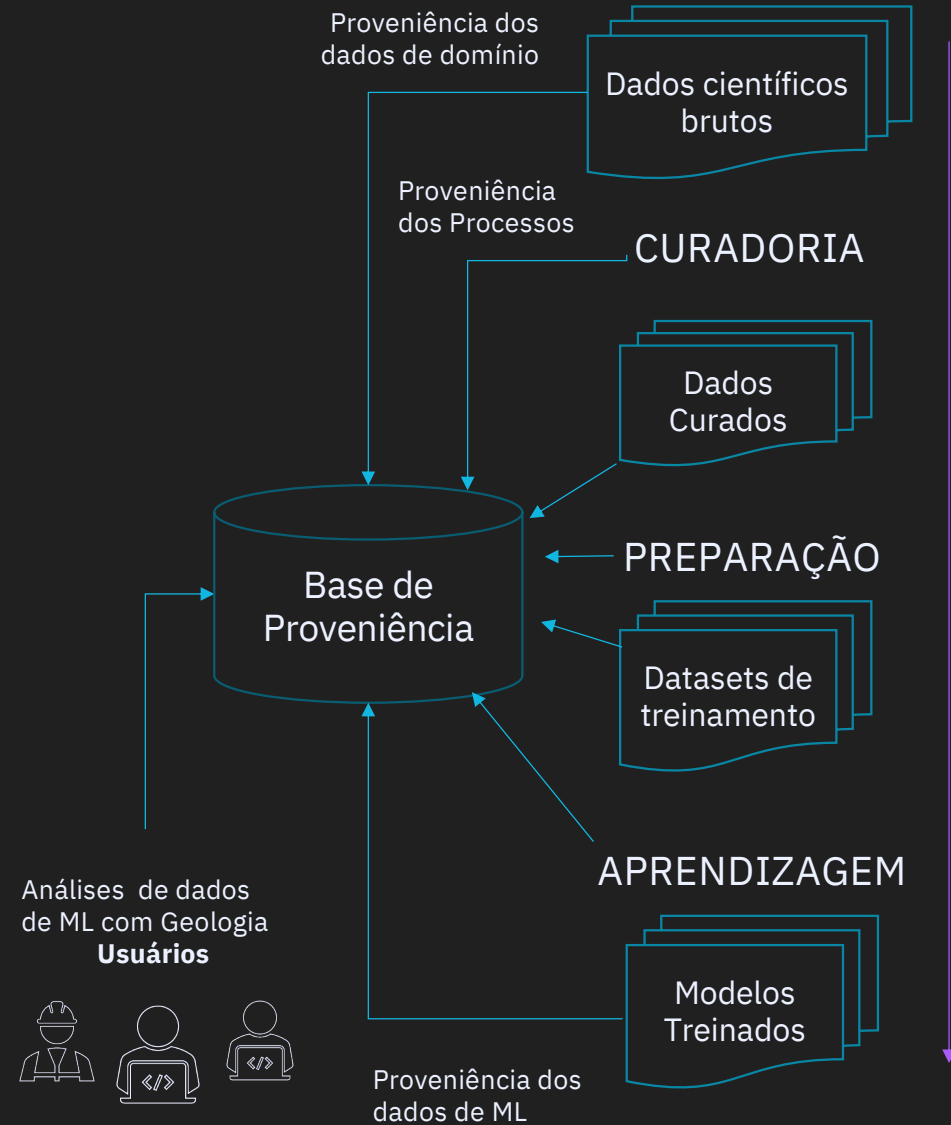 Proveniência dos
dados de domínio
Dados científicos
brutos
Proveniência
dos Processos
CURADORIA
Dados
Curados
PREPARAÇÃO
Base de
Proveniência
Datasets de
treinamento
APRENDIZAGEM
Análises de dados
de ML com Geologia
Usuários
Modelos
Treinados
</>
</>
Proveniência dos
dados de ML